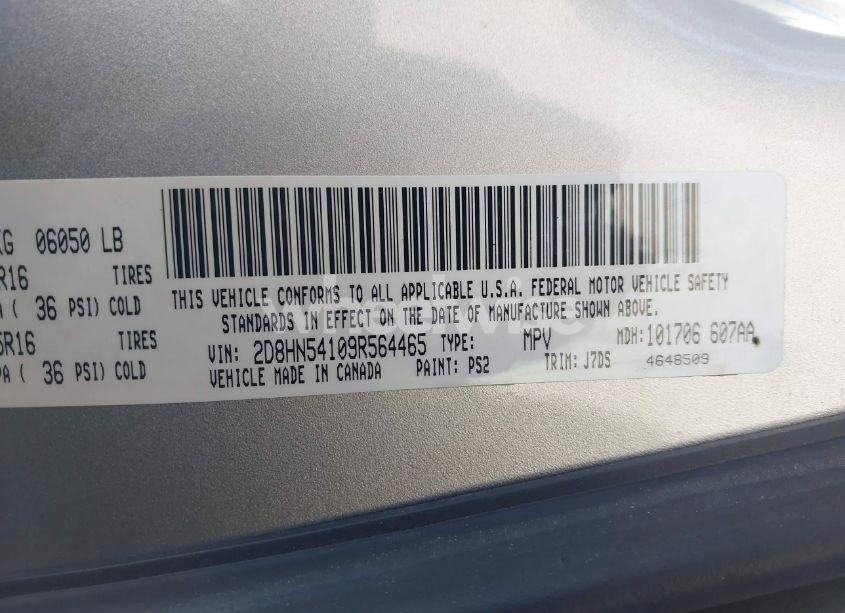 KG 06050 LB
R16 TIRES
A ( 36 PSI) COLD
5R16 TIRES
PA ( 36 PSI) COLD
THIS VEHICLE CONFORMS TO ALL APPLICABLE U.S.A. FEDERAL MOTOR VEHICLE SAFETY
STANDARDS IN EFFECT ON THE DATE OF MANUFACTURE SHOWN ABOVE.
VIN: 2D8HN54109R564465 TYPE: MPV MDH: 101706 607AA
VEHICLE MADE IN CANADA PAINT: PS2 TRIM: J7DS 4648509